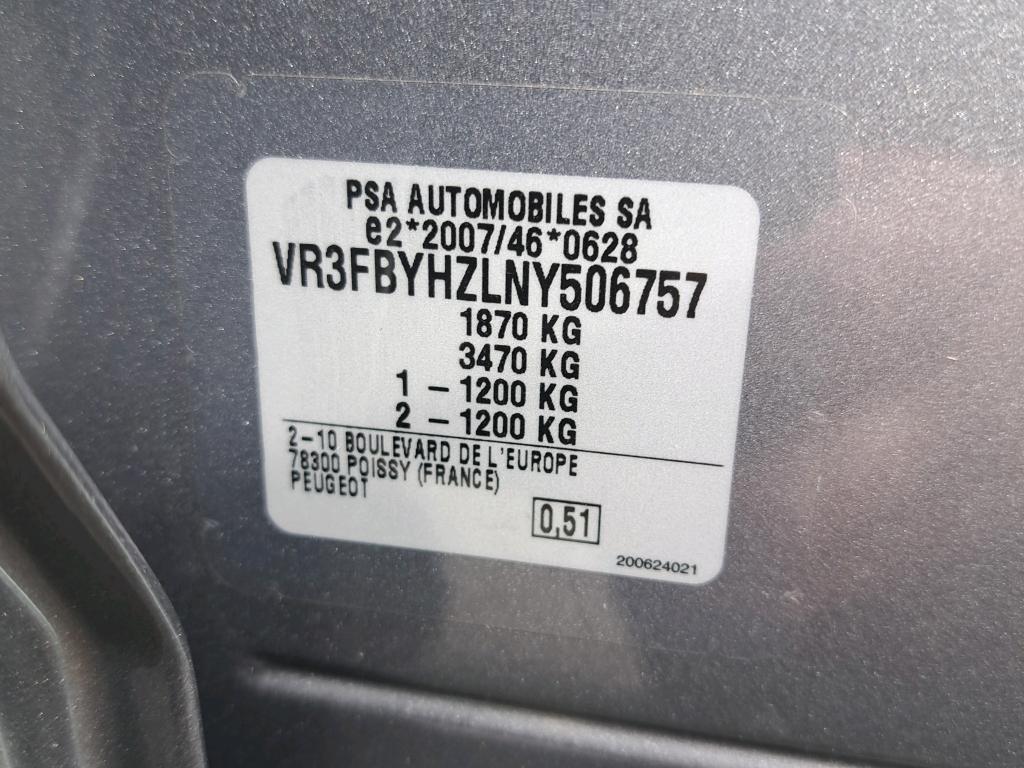 PSA AUTOMOBILES SA
e2*2007/46*0628
VR3FBYHZLNY506757
1870 KG
3470 KG
1 - 1200 KG
2 - 1200 KG
2-10 BOULEVARD DE L'EUROPE
78300 POISSY (FRANCE)
PEUGEOT
0,51
200624021